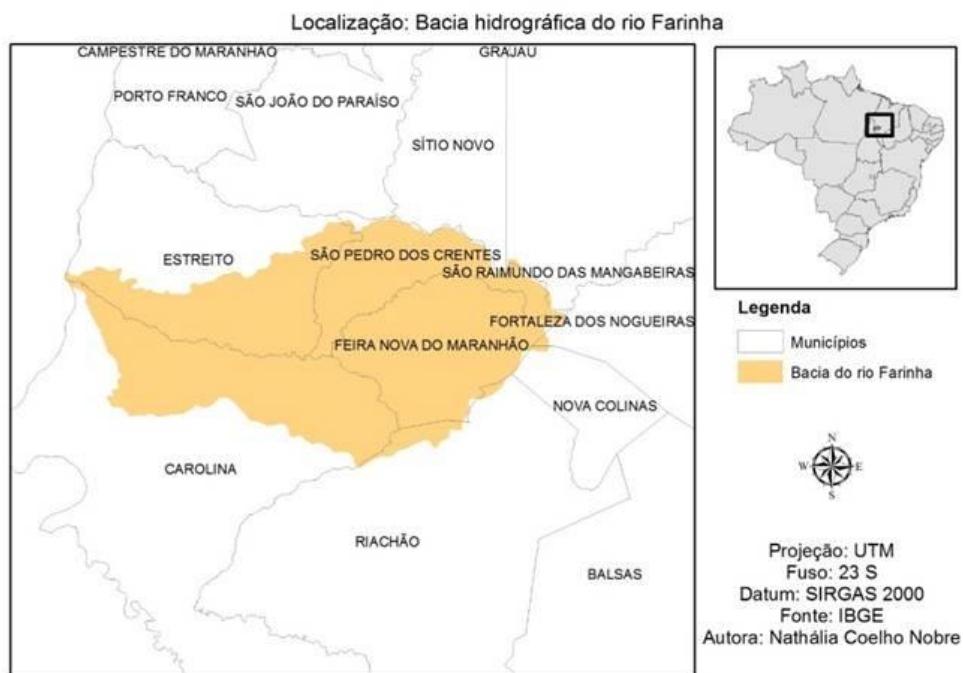 Localização: Bacia hidrográfica do rio Farinha
CAMPESTRE DO MARANHÃO
GRAJAÚ
PORTO FRANCO
SÃO JOÃO DO PARAÍSO
SÍTIO NOVO
ESTREITO
SÃO PEDRO DOS CRENTES
SÃO RAIMUNDO DAS MANGABEIRAS
FORTALEZA DOS NOGUEIRAS
FEIRA NOVA DO MARANHÃO
NOVA COLINAS
CAROLINA
RIACHÃO
BALSAS
Legenda
Municípios
Bacia do rio Farinha
N
W E
S
Projeção: UTM
Fuso: 23 S
Datum: SIRGAS 2000
Fonte: IBGE
Autora: Nathália Coelho Nobre